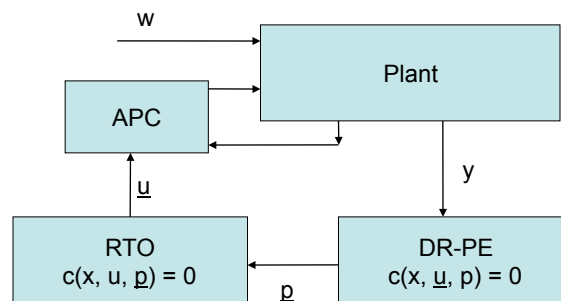 w
Plant
APC
u
y
RTO
c(x, u, p) = 0
DR-PE
c(x, u, p) = 0
p